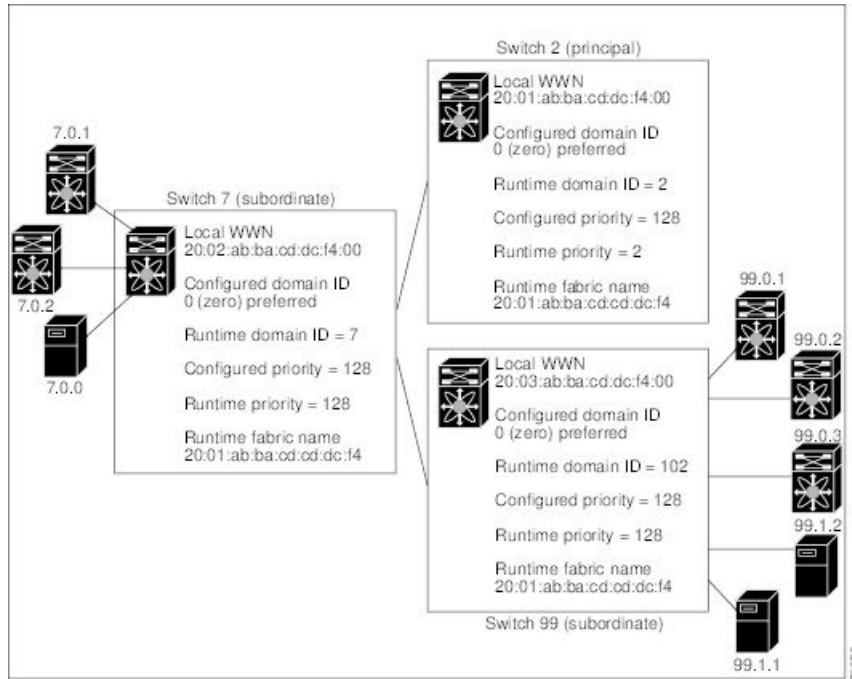 Switch 2 (principal)
Local WWN
20:01:ab:ba:cd:dc:f4:00
Configured domain ID
0 (zero) preferred
Runtime domain ID = 2
Configured priority = 128
Runtime priority = 2
Runtime fabric name
20:01:ab:ba:cd:cd:dc:f4
7.0.1
7.0.2
7.0.0
Switch 7 (subordinate)
Local WWN
20:02:ab:ba:cd:dc:f4:00
Configured domain ID
0 (zero) preferred
Runtime domain ID = 7
Configured priority = 128
Runtime priority = 128
Runtime fabric name
20:01:ab:ba:cd:cd:dc:f4
Local WWN
20:03:ab:ba:cd:dc:f4:00
Configured domain ID
0 (zero) preferred
Runtime domain ID = 102
Configured priority = 128
Runtime priority = 128
Runtime fabric name
20:01:ab:ba:cd:cd:dc:f4
Switch 99 (subordinate)
99.0.1
99.0.2
99.0.3
99.1.2
99.1.1